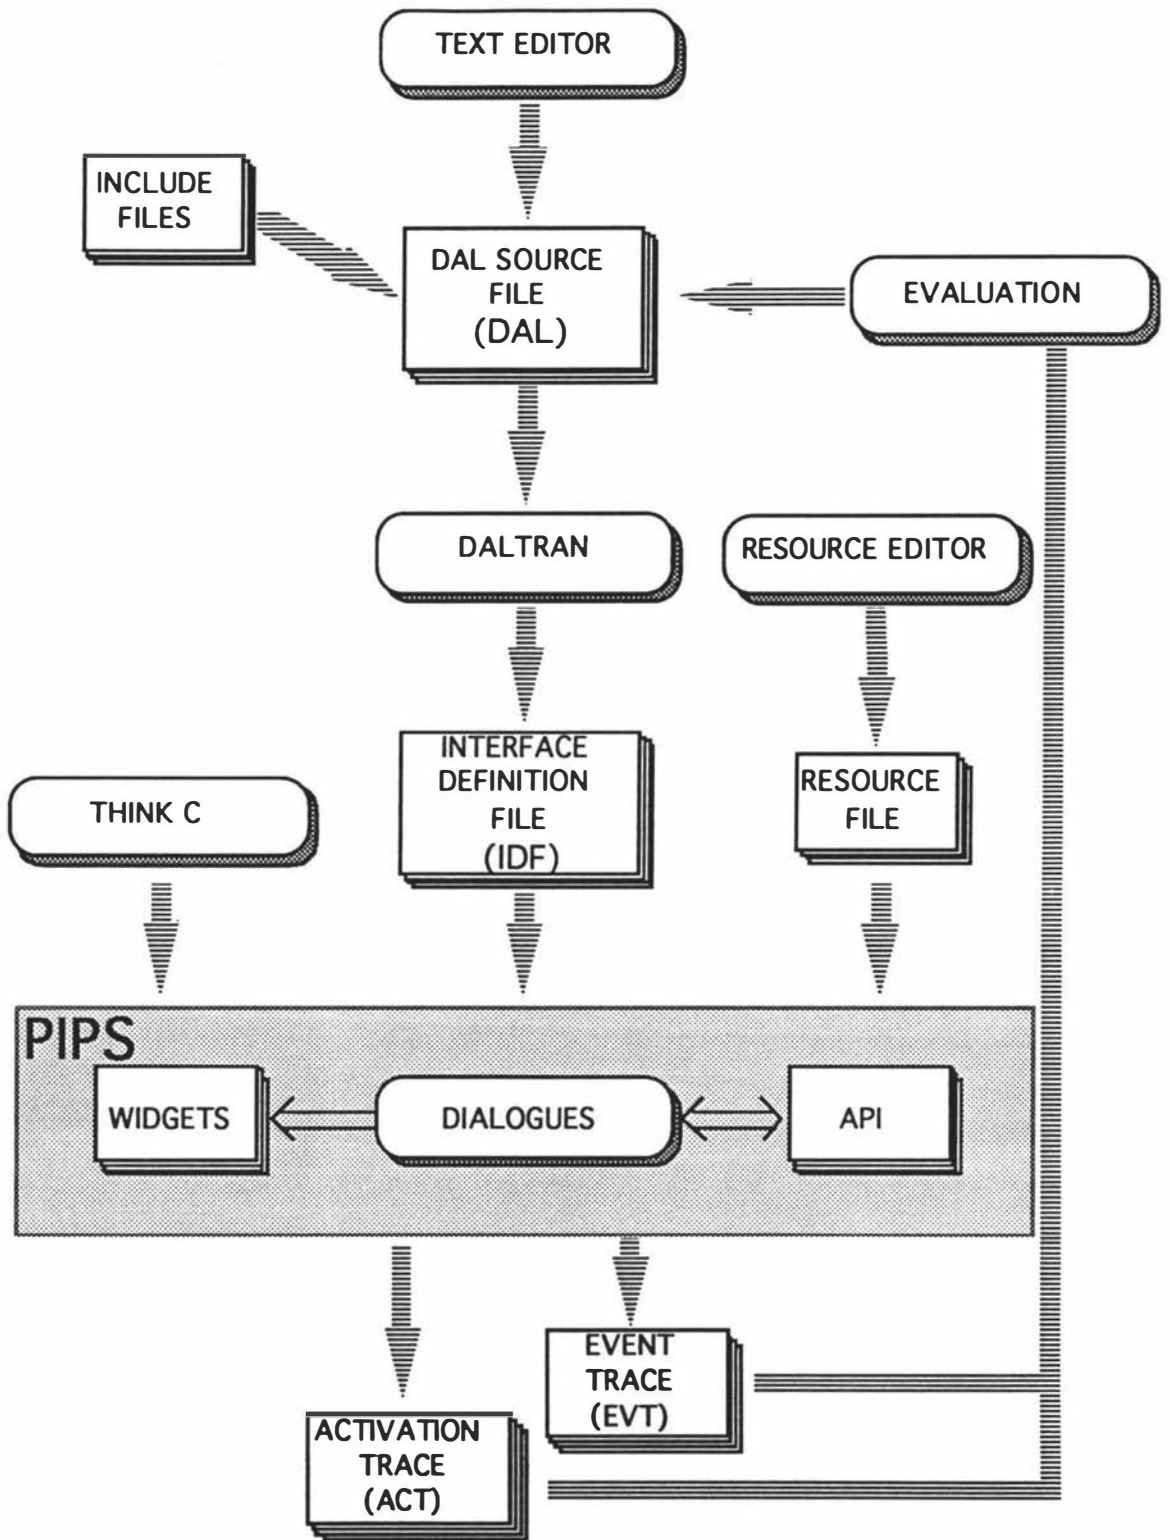 TEXT EDITOR
INCLUDE
FILES
DAL SOURCE
FILE
(DAL)
EVALUATION
DALTRAN
RESOURCE EDITOR
INTERFACE
DEFINITION
FILE
(IDF)
RESOURCE
FILE
THINK C
PIPS
WIDGETS
DIALOGUES
API
EVENT
TRACE
(EVT)
ACTIVATION
TRACE
(ACT)